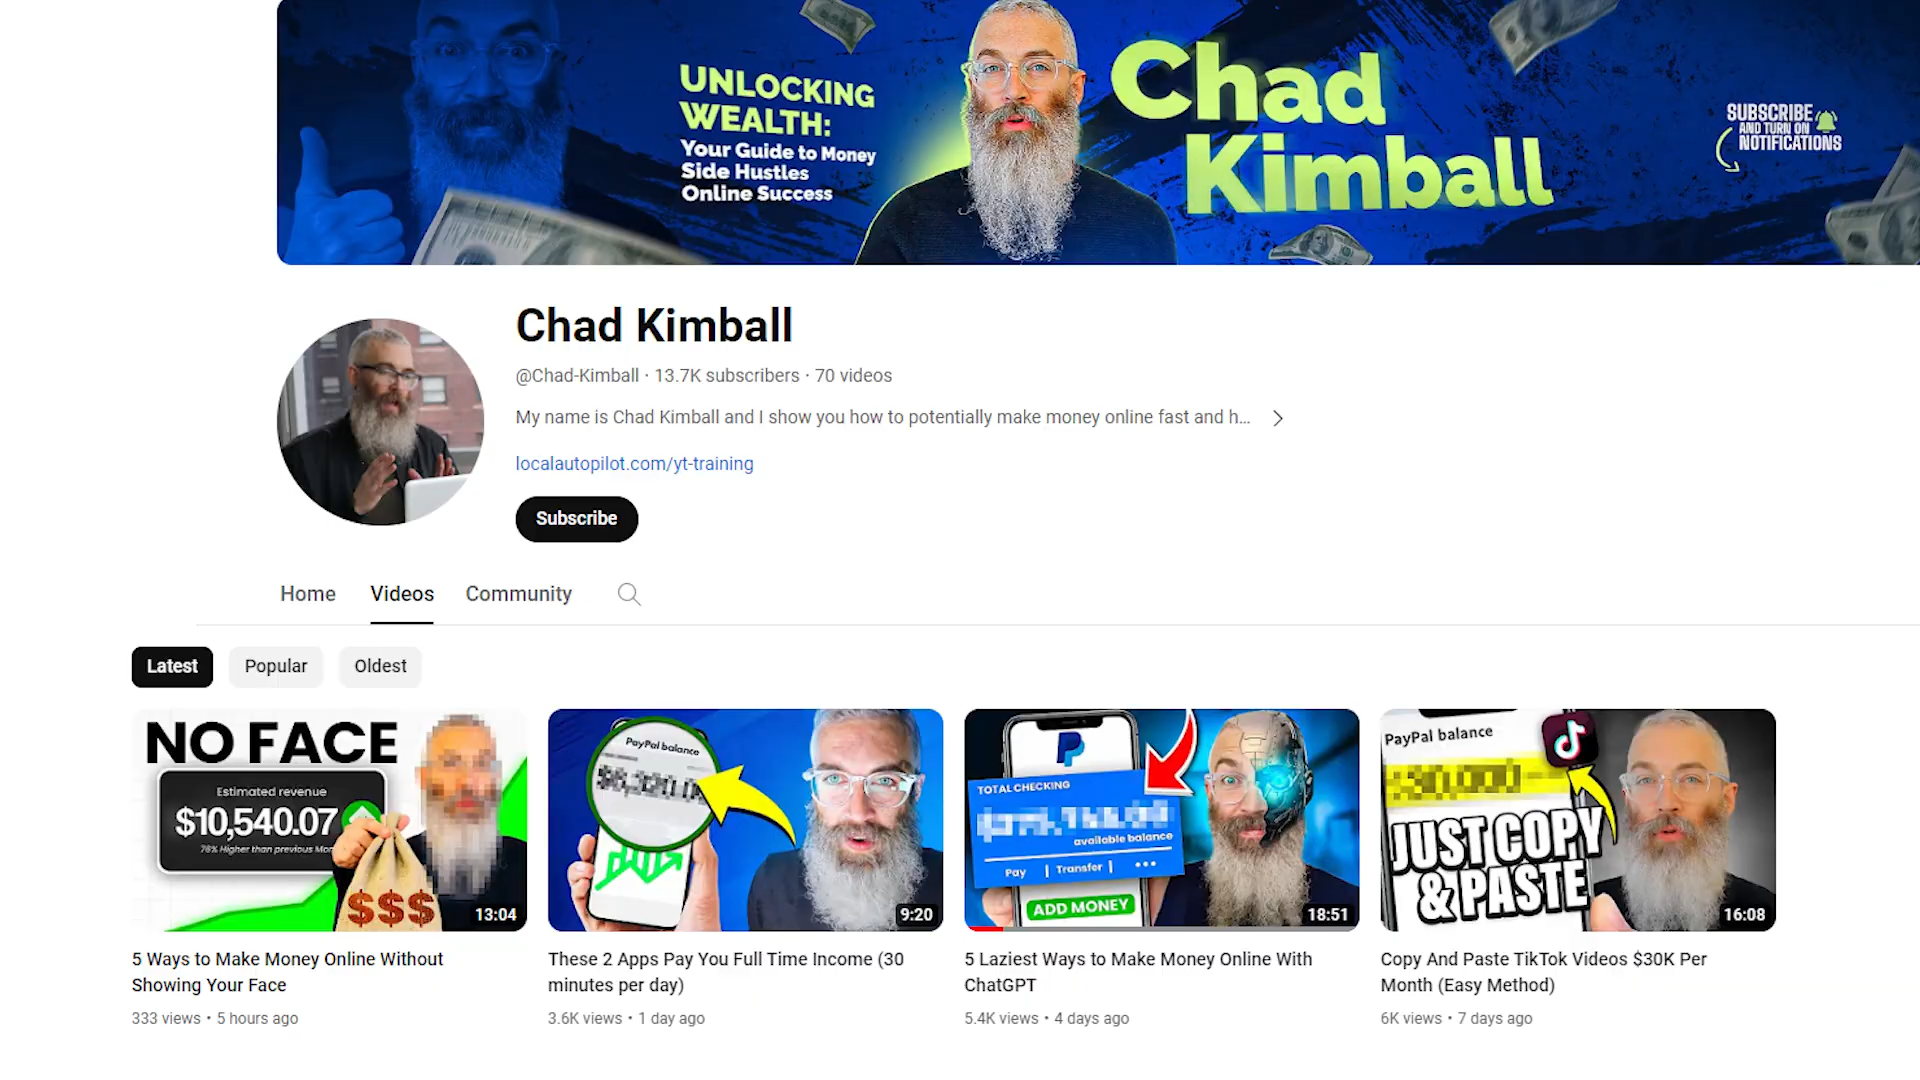 UNLOCKING
WEALTH:
Your Guide to Money
Side Hustles
Online Success
Chad
Kimball
SUBSCRIBE
AND TURN ON
NOTIFICATIONS
Chad Kimball
@Chad-Kimball · 13.7K subscribers · 70 videos
My name is Chad Kimball and I show you how to potentially make money online fast and h...
localautopilot.com/yt-training
Subscribe
Home Videos Community
Latest Popular Oldest
NO FACE
Estimated revenue
$10,540.07
78% Higher than previous Mon
$$$
13:04
PayPal balance
9:20
TOTAL CHECKING
available balance
Pay | Transfer | •••
ADD MONEY
18:51
PayPal balance
JUST COPY
& PASTE
16:08
5 Ways to Make Money Online Without
Showing Your Face
333 views • 5 hours ago
These 2 Apps Pay You Full Time Income (30
minutes per day)
3.6K views • 1 day ago
5 Laziest Ways to Make Money Online With
ChatGPT
5.4K views • 4 days ago
Copy And Paste TikTok Videos $30K Per
Month (Easy Method)
6K views • 7 days ago